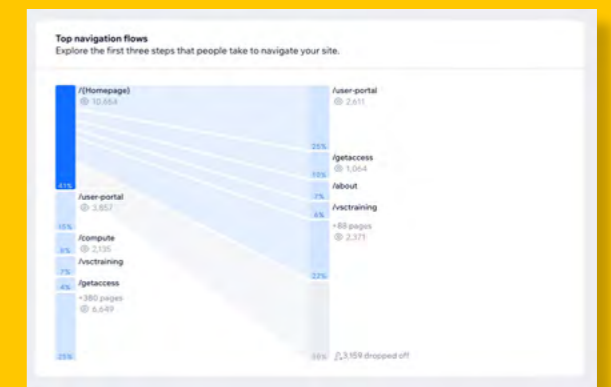 Top navigation flows
Explore the first three steps that people take to navigate your site.
/(Homepage)
10,664
41%
/user-portal
3,857
15%
/compute
2,135
8%
/vsctraining
7%
/getaccess
4%
+380 pages
6,649
25%
/user-portal
2,611
25%
/getaccess
1,064
10%
/about
7%
/vsctraining
6%
+88 pages
2,371
22%
3,159 dropped off